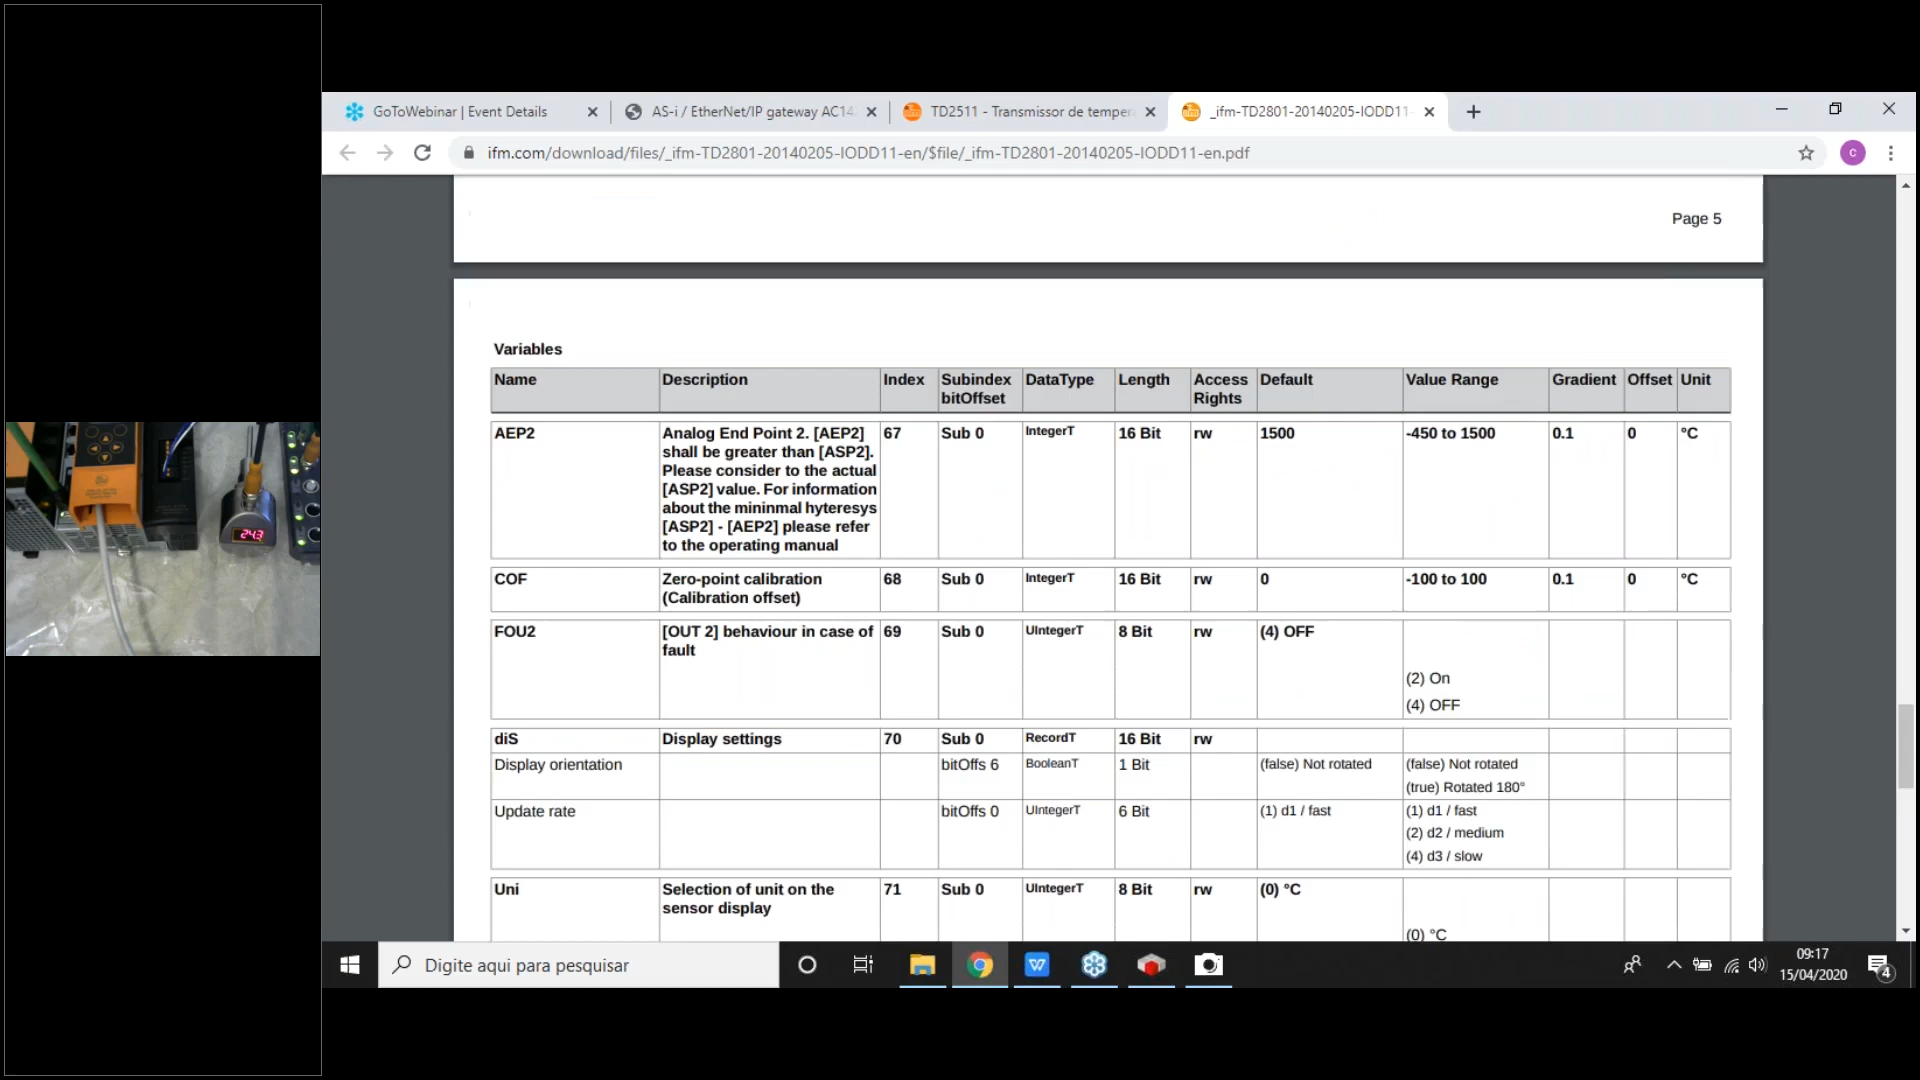 GoToWebinar | Event Details
AS-i / EtherNet/IP gateway AC14
TD2511 - Transmissor de temper
_ifm-TD2801-20140205-IODD11-
ifm.com/download/files/_ifm-TD2801-20140205-IODD11-en/$file/_ifm-TD2801-20140205-IODD11-en.pdf
C
Page 5
Variables
Name Description Index Subindex bitOffset DataType Length Access Rights Default Value Range Gradient Offset Unit
AEP2 Analog End Point 2. [AEP2] 67 Sub 0 IntegerT 16 Bit rw 1500 -450 to 1500 0.1 0 °C
shall be greater than [ASP2].
Please consider to the actual
[ASP2] value. For information
about the mininmal hyteresys
[ASP2] - [AEP2] please refer
to the operating manual
COF Zero-point calibration 68 Sub 0 IntegerT 16 Bit rw 0 -100 to 100 0.1 0 °C
(Calibration offset)
FOU2 [OUT 2] behaviour in case of 69 Sub 0 UIntegerT 8 Bit rw (4) OFF
fault
(2) On
(4) OFF
diS Display settings 70 Sub 0 RecordT 16 Bit rw
Display orientation bitOffs 6 BooleanT 1 Bit (false) Not rotated (false) Not rotated
(true) Rotated 180°
Update rate bitOffs 0 UIntegerT 6 Bit (1) d1 / fast (1) d1 / fast
(2) d2 / medium
(4) d3 / slow
Uni Selection of unit on the 71 Sub 0 UIntegerT 8 Bit rw (0) °C
sensor display
(0) °C
24.3
Digite aqui para pesquisar
W
09:17
15/04/2020
4